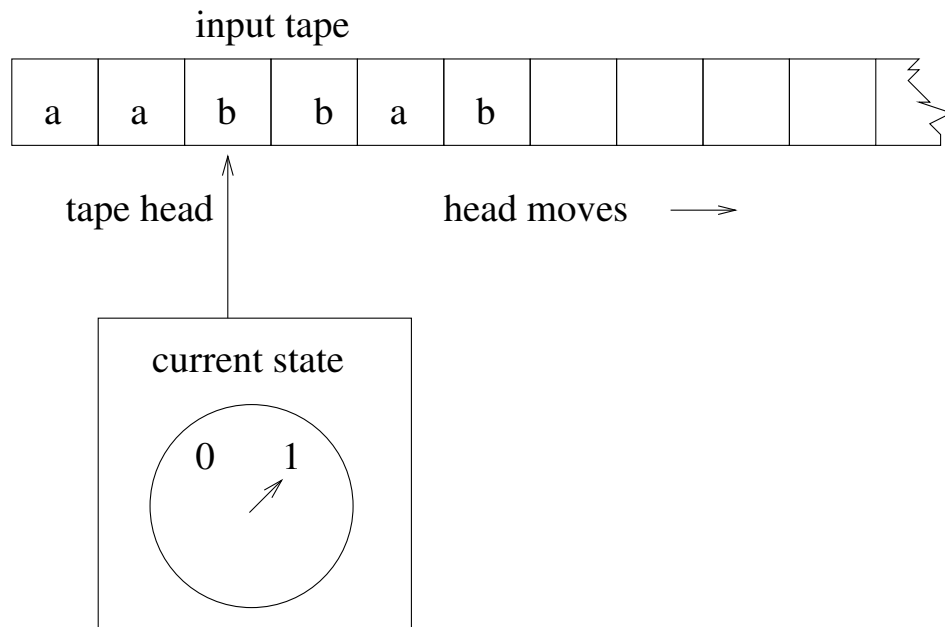 input tape
a a b b a b
tape head head moves
current state
0 1